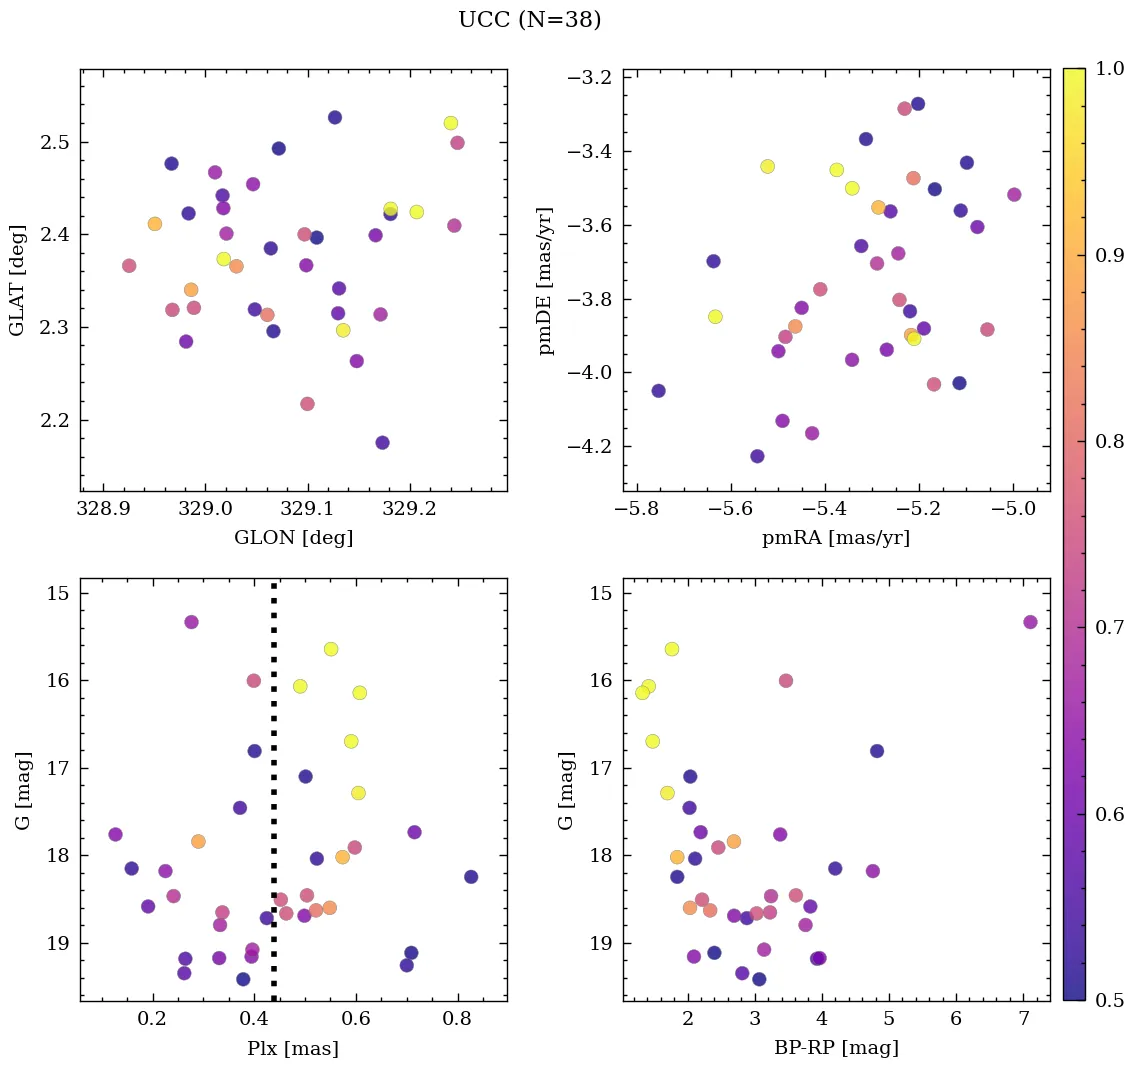 UCC (N=38)
2.5
2.4
2.3
2.2
GLAT [deg]
328.9 329.0 329.1 329.2
GLON [deg]
−3.2
−3.4
−3.6
−3.8
−4.0
−4.2
pmDE [mas/yr]
−5.8 −5.6 −5.4 −5.2 −5.0
pmRA [mas/yr]
1.0
0.9
0.8
0.7
0.6
0.5
15
16
17
18
19
G [mag]
0.2 0.4 0.6 0.8
Plx [mas]
15
16
17
18
19
G [mag]
2 3 4 5 6 7
BP-RP [mag]